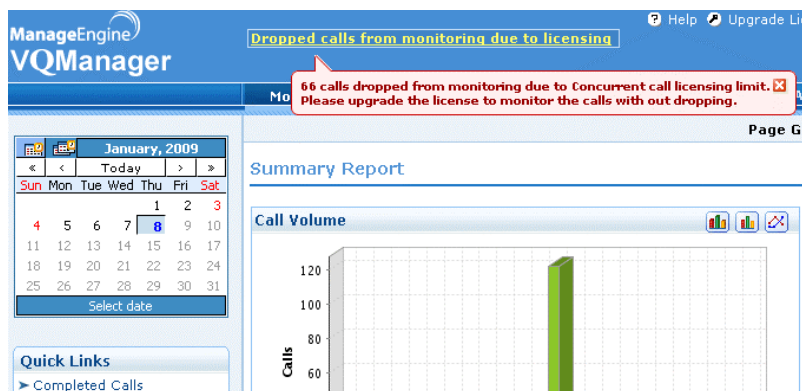 ManageEngine
VQManager
Dropped calls from monitoring due to licensing
Help Upgrade Li
66 calls dropped from monitoring due to Concurrent call licensing limit.
Please upgrade the license to monitor the calls with out dropping.
Mo
Page G
January, 2009
« < Today > »
Sun Mon Tue Wed Thu Fri Sat
1 2 3
4 5 6 7 8 9 10
11 12 13 14 15 16 17
18 19 20 21 22 23 24
25 26 27 28 29 30 31
Select date
Quick Links
➤ Completed Calls
Summary Report
Call Volume
120
100
80
60
Calls